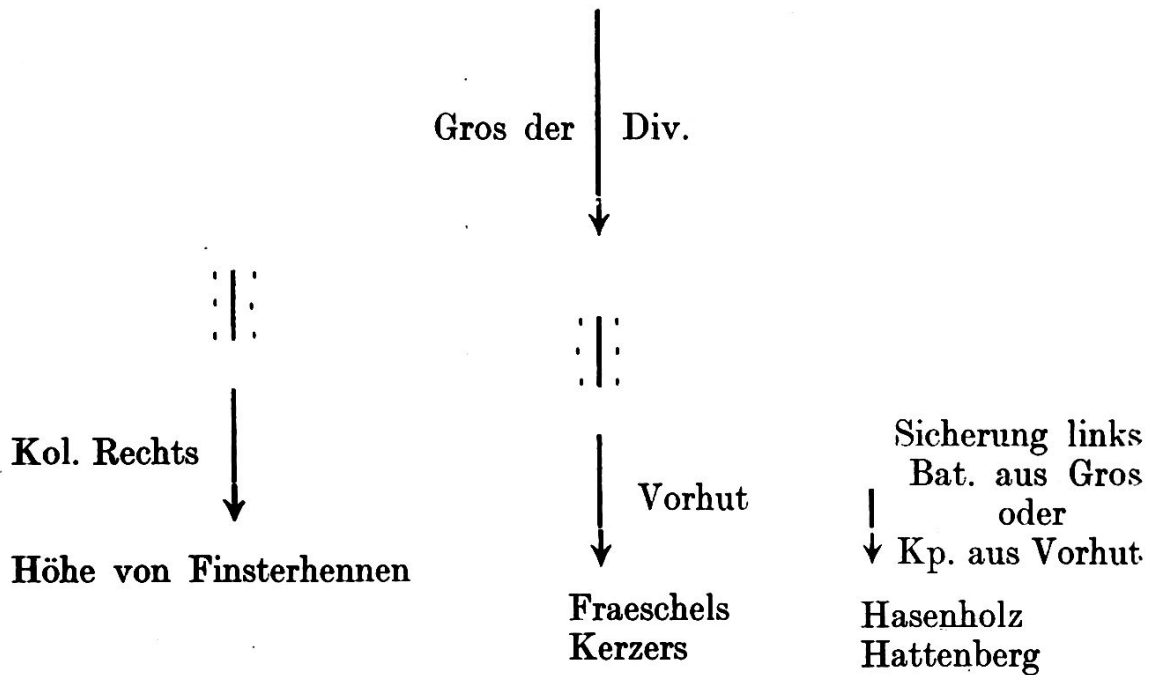 Gros der Div.
Kol. Rechts
Höhe von Finsterhennen
Vorhut
Fraeschels
Kerzers
Sicherung links
Bat. aus Gros
oder
Kp. aus Vorhut
Hasenholz
Hattenberg